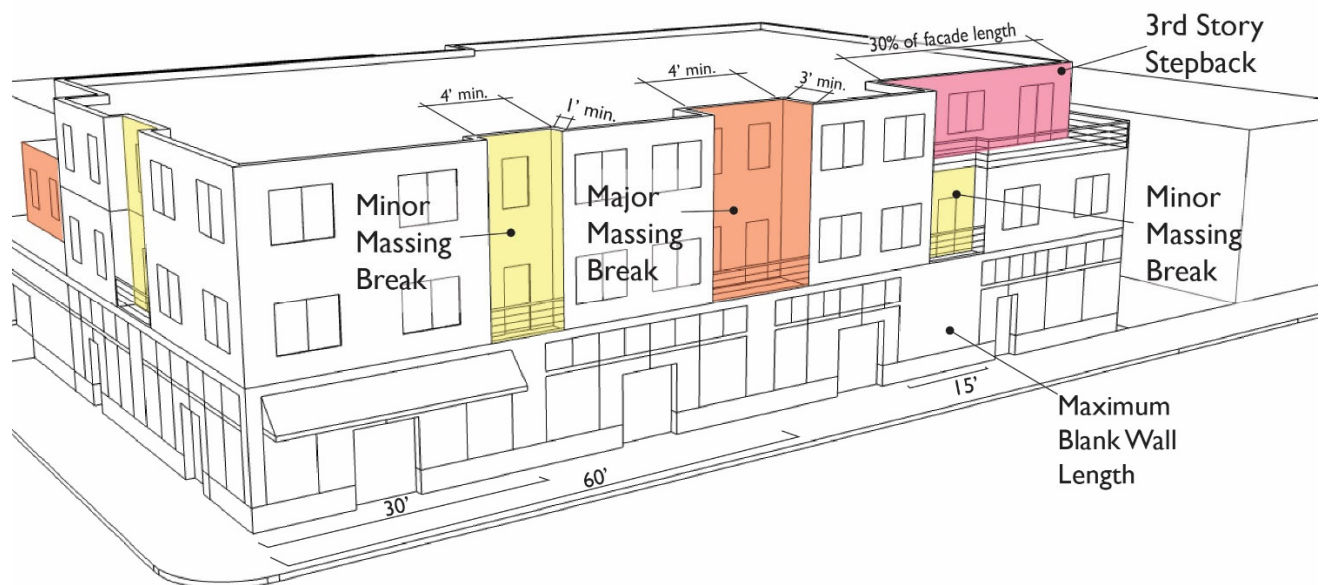 30% of facade length
3rd Story
Stepback
4' min.
1' min.
4' min.
3' min.
Minor
Massing
Break
Major
Massing
Break
Minor
Massing
Break
15'
Maximum
Blank Wall
Length
30'
60'